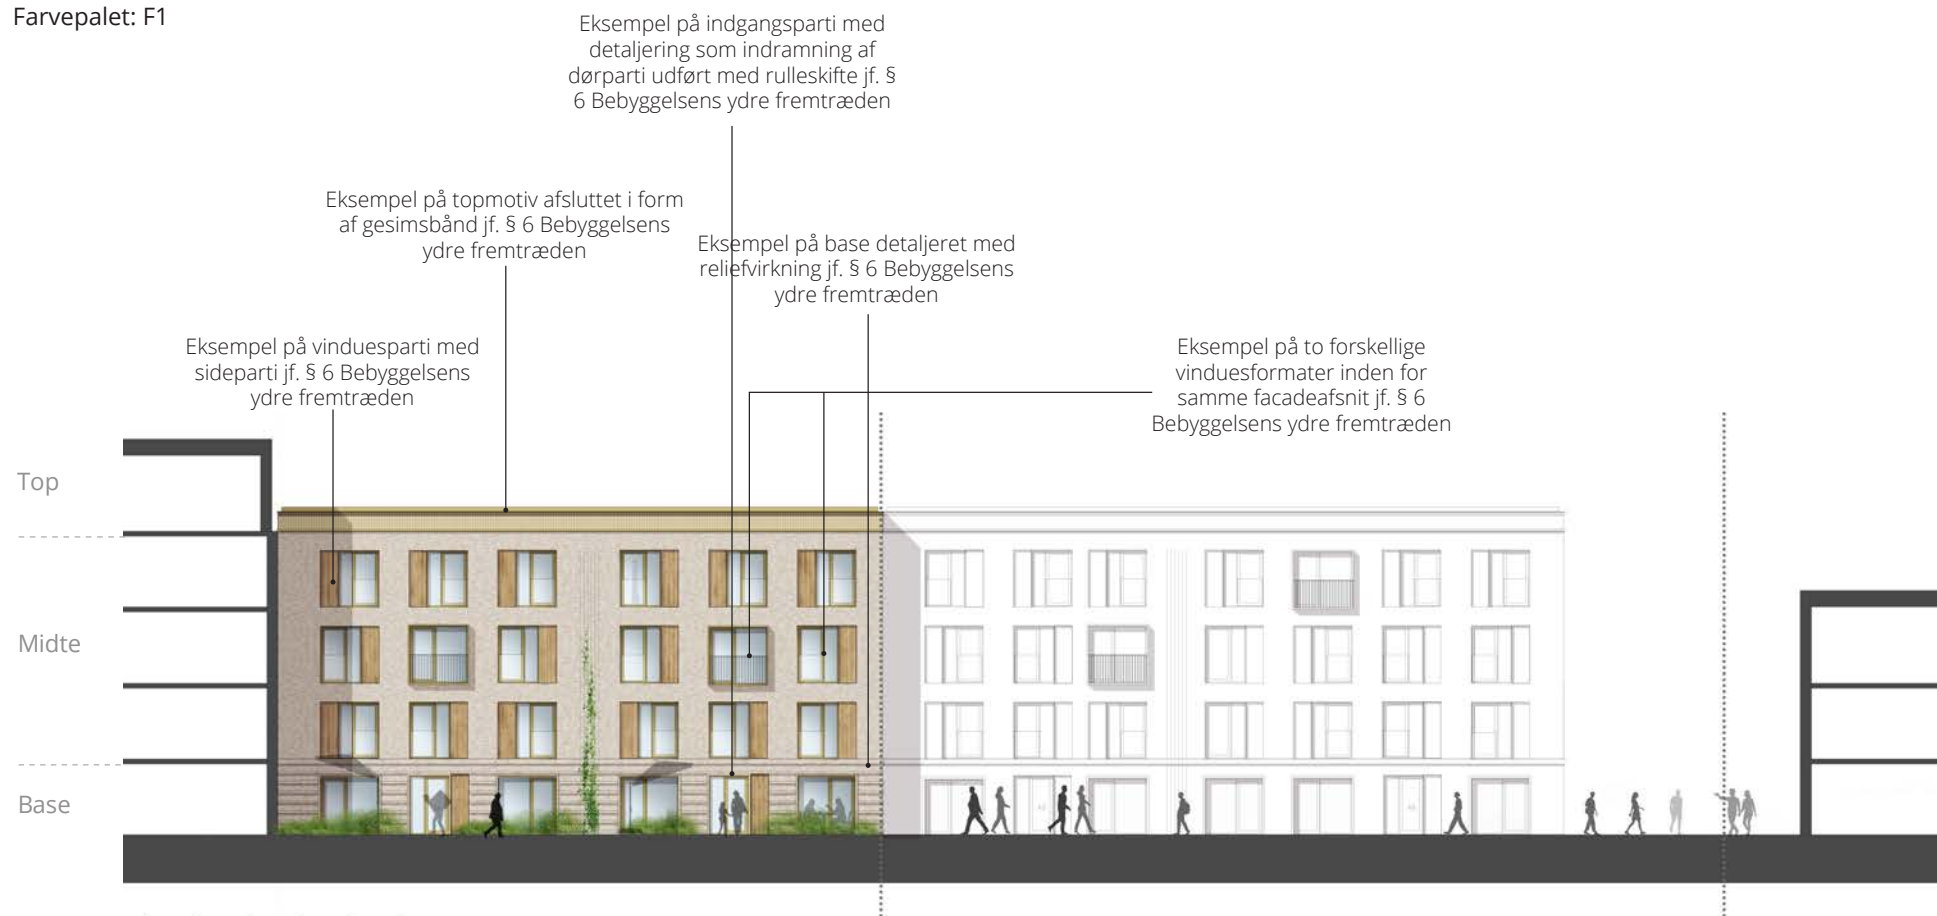 Farvepalet: F1
Eksempel på indgangsparti med
detaljering som indramning af
dørparti udført med rulleskifte jf. §
6 Bebyggelsens ydre fremtræden
Eksempel på topmotiv afsluttet i form
af gesimsbånd jf. § 6 Bebyggelsens
ydre fremtræden
Eksempel på base detaljeret med
reliefvirkning jf. § 6 Bebyggelsens
ydre fremtræden
Eksempel på vinduesparti med
sideparti jf. § 6 Bebyggelsens
ydre fremtræden
Eksempel på to forskellige
vinduesformater inden for
samme facadeafsnit jf. § 6
Bebyggelsens ydre fremtræden
Top
Midte
Base